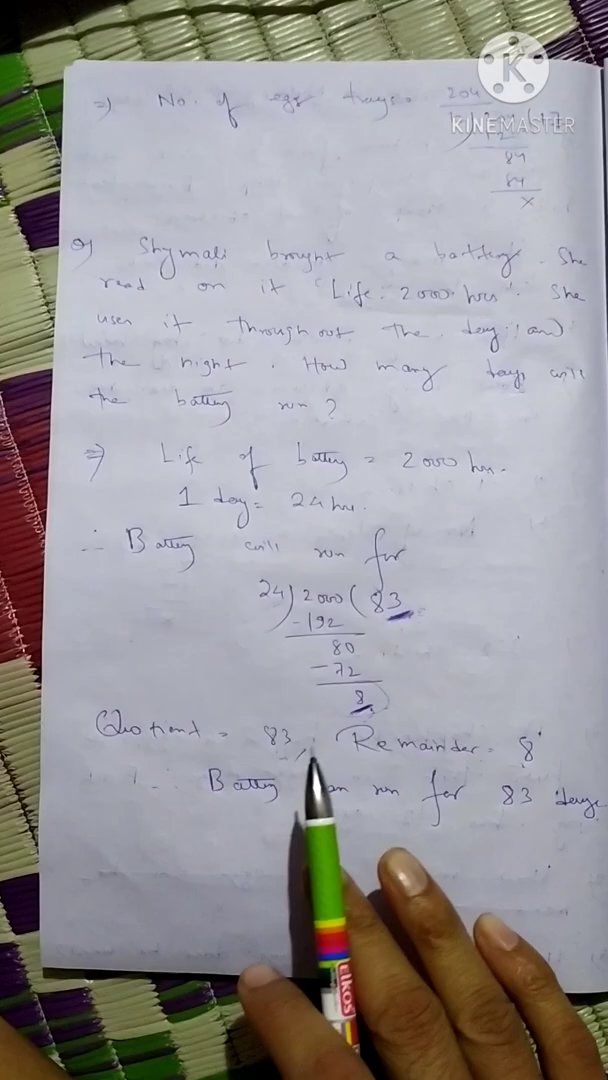 K
KINEMASTER
⇒ No. of egg trays = 204
84
84
x
Q) Shymali brought a battery. She
read on it "Life 2000 hrs". She
uses it throughout the day and
the night. How many days will
the battery run?
⇒ Life of battery = 2000 hrs.
1 day = 24 hrs.
∴ Battery will run for
24) 2000 ( 83
-192
80
-72
8
Quotient = 83, Remainder = 8
∴ Battery can run for 83 days
elkos